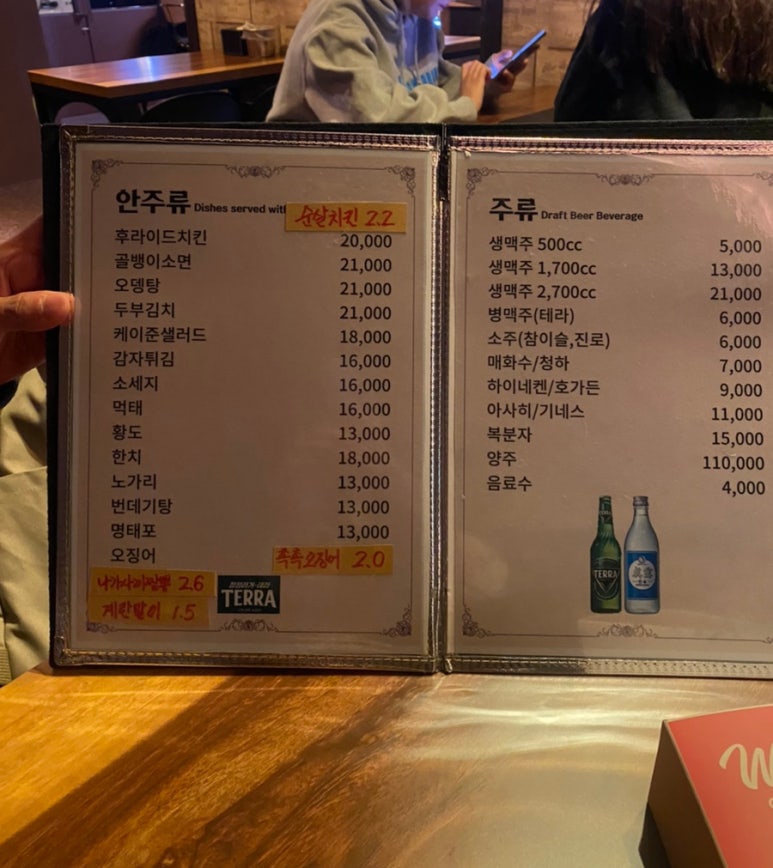 안주류 Dishes served with
순살치킨 2.2
후라이드치킨 20,000
골뱅이소면 21,000
오뎅탕 21,000
두부김치 21,000
케이준샐러드 18,000
감자튀김 16,000
소세지 16,000
먹태 16,000
황도 13,000
한치 18,000
노가리 13,000
번데기탕 13,000
명태포 13,000
오징어
촉촉오징어 2.0
나가사끼짬뽕 2.6
계란말이 1.5
TERRA
주류 Draft Beer Beverage
생맥주 500cc 5,000
생맥주 1,700cc 13,000
생맥주 2,700cc 21,000
병맥주(테라) 6,000
소주(참이슬,진로) 6,000
매화수/청하 7,000
하이네켄/호가든 9,000
아사히/기네스 11,000
복분자 15,000
양주 110,000
음료수 4,000
TERRA